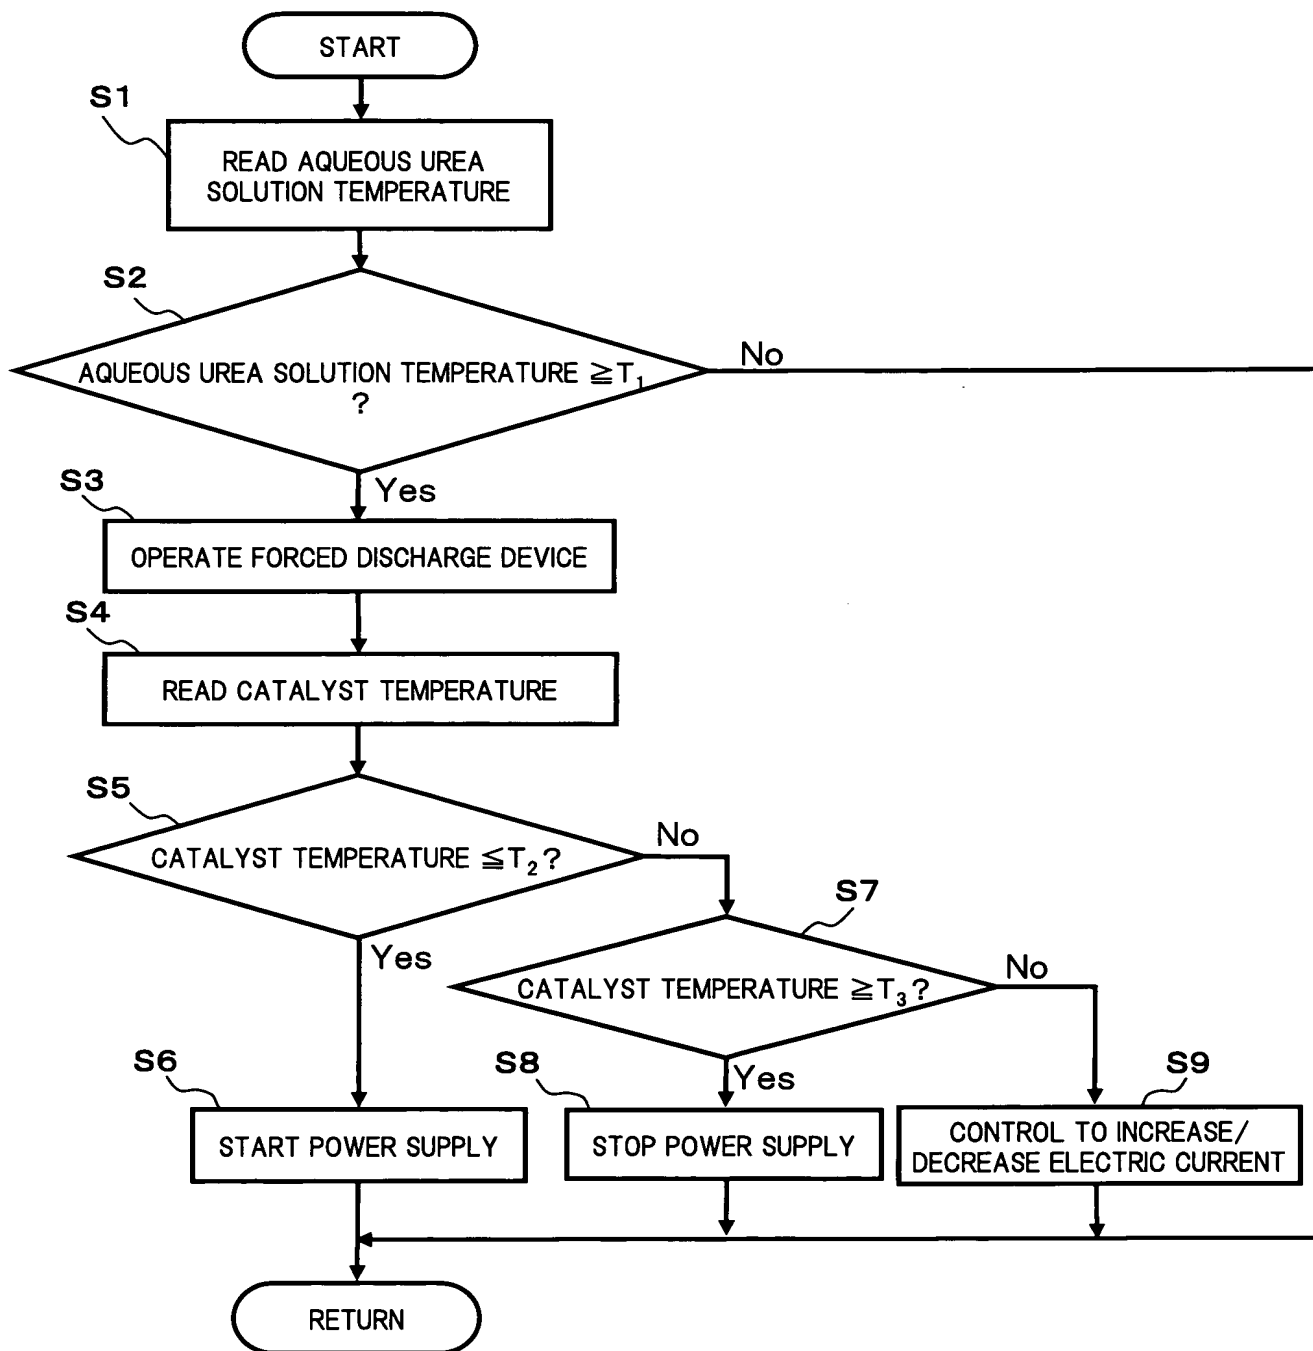 START
S1
READ AQUEOUS UREA
SOLUTION TEMPERATURE
S2
AQUEOUS UREA SOLUTION TEMPERATURE ≧T₁
?
No
Yes
S3
OPERATE FORCED DISCHARGE DEVICE
S4
READ CATALYST TEMPERATURE
S5
CATALYST TEMPERATURE ≦T₂?
No
Yes
S7
CATALYST TEMPERATURE ≧T₃?
No
Yes
S6
START POWER SUPPLY
S8
STOP POWER SUPPLY
S9
CONTROL TO INCREASE/
DECREASE ELECTRIC CURRENT
RETURN